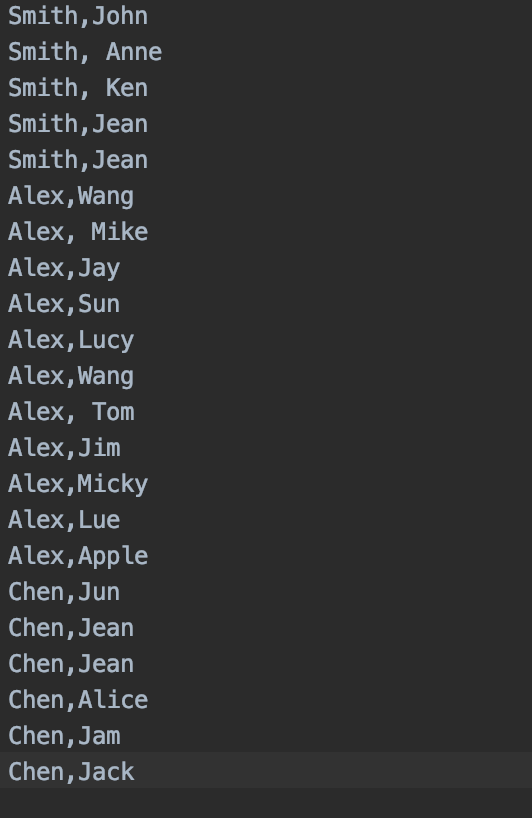 Smith,John
Smith, Anne
Smith, Ken
Smith,Jean
Smith,Jean
Alex,Wang
Alex, Mike
Alex,Jay
Alex,Sun
Alex,Lucy
Alex,Wang
Alex, Tom
Alex,Jim
Alex,Micky
Alex,Lue
Alex,Apple
Chen,Jun
Chen,Jean
Chen,Jean
Chen,Alice
Chen,Jam
Chen,Jack